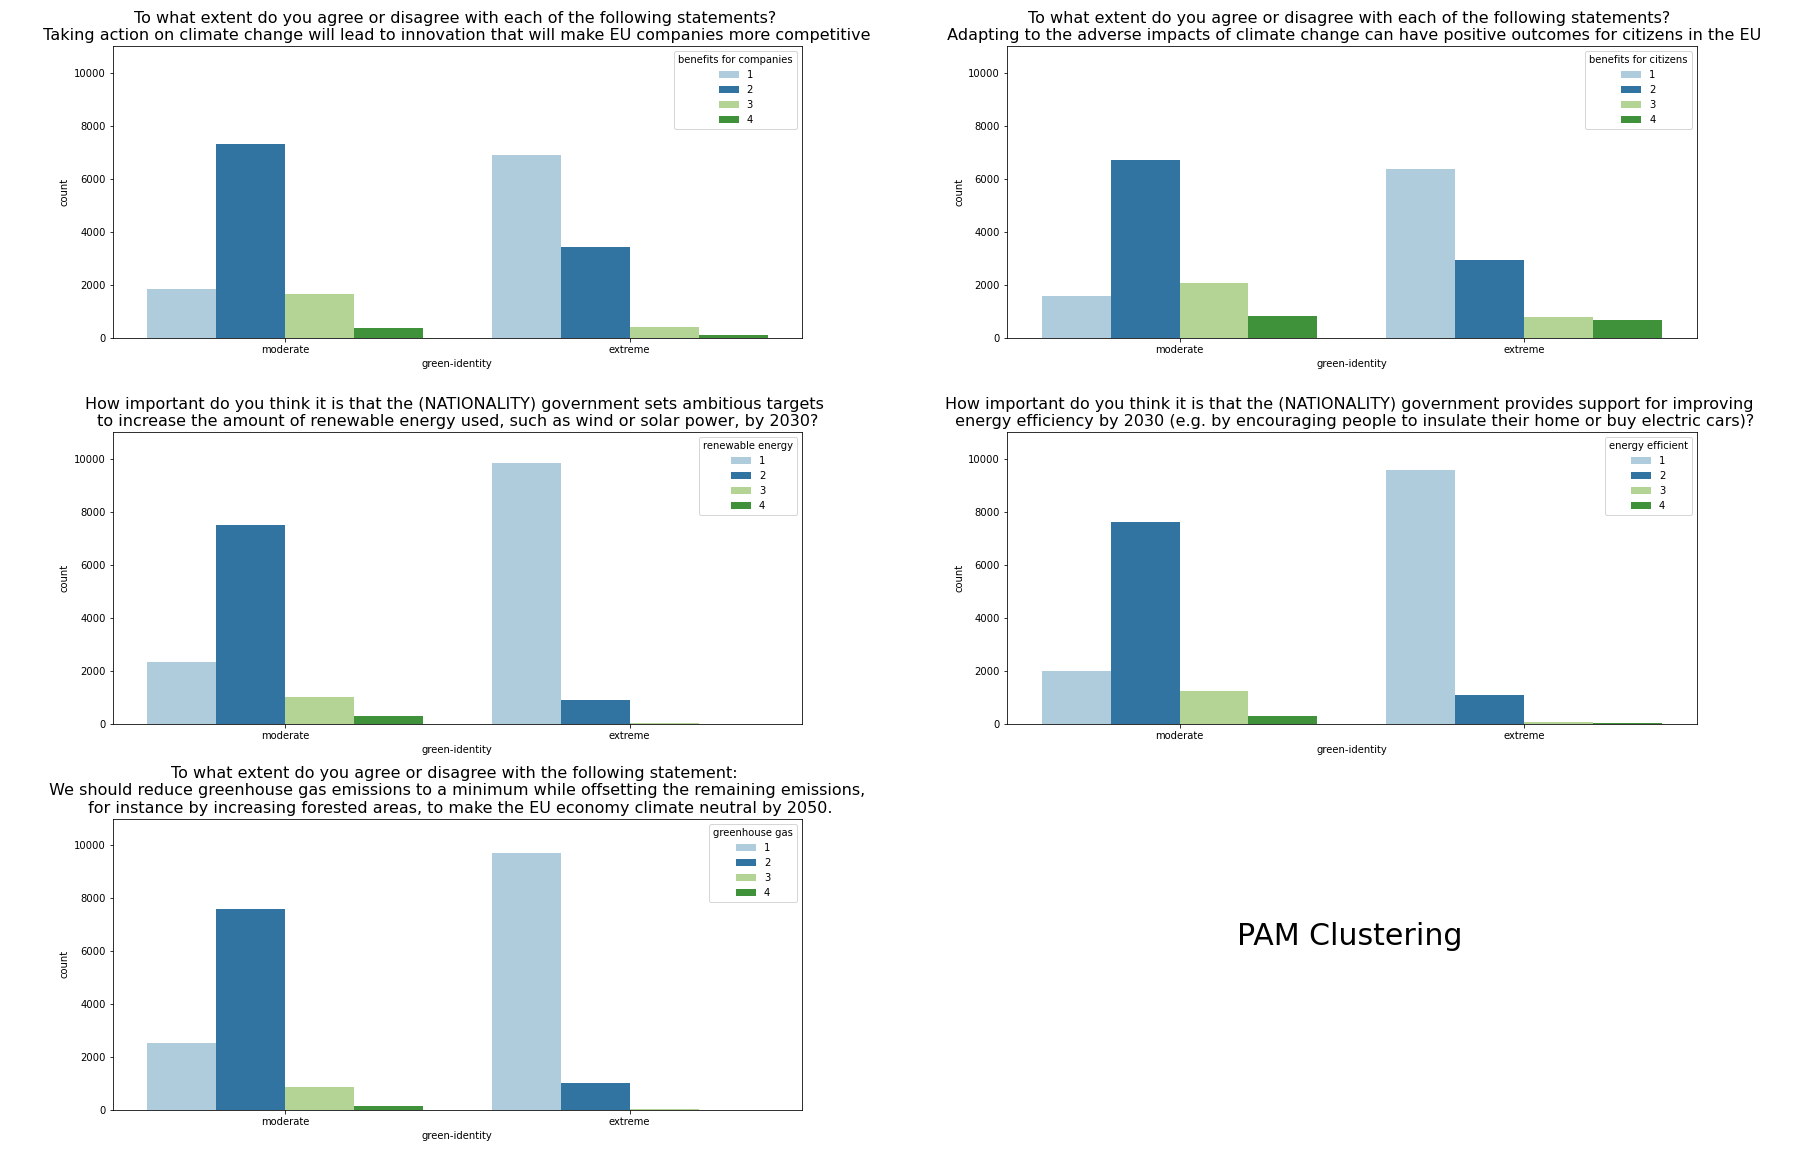 To what extent do you agree or disagree with each of the following statements?
Taking action on climate change will lead to innovation that will make EU companies more competitive
10000
8000
6000
4000
2000
0
count
benefits for companies
1
2
3
4
moderate
extreme
green-identity
To what extent do you agree or disagree with each of the following statements?
Adapting to the adverse impacts of climate change can have positive outcomes for citizens in the EU
10000
8000
6000
4000
2000
0
count
benefits for citizens
1
2
3
4
moderate
extreme
green-identity
How important do you think it is that the (NATIONALITY) government sets ambitious targets
to increase the amount of renewable energy used, such as wind or solar power, by 2030?
10000
8000
6000
4000
2000
0
count
renewable energy
1
2
3
4
moderate
extreme
green-identity
How important do you think it is that the (NATIONALITY) government provides support for improving
energy efficiency by 2030 (e.g. by encouraging people to insulate their home or buy electric cars)?
10000
8000
6000
4000
2000
0
count
energy efficient
1
2
3
4
moderate
extreme
green-identity
To what extent do you agree or disagree with the following statement:
We should reduce greenhouse gas emissions to a minimum while offsetting the remaining emissions,
for instance by increasing forested areas, to make the EU economy climate neutral by 2050.
10000
8000
6000
4000
2000
0
count
greenhouse gas
1
2
3
4
moderate
extreme
green-identity
PAM Clustering